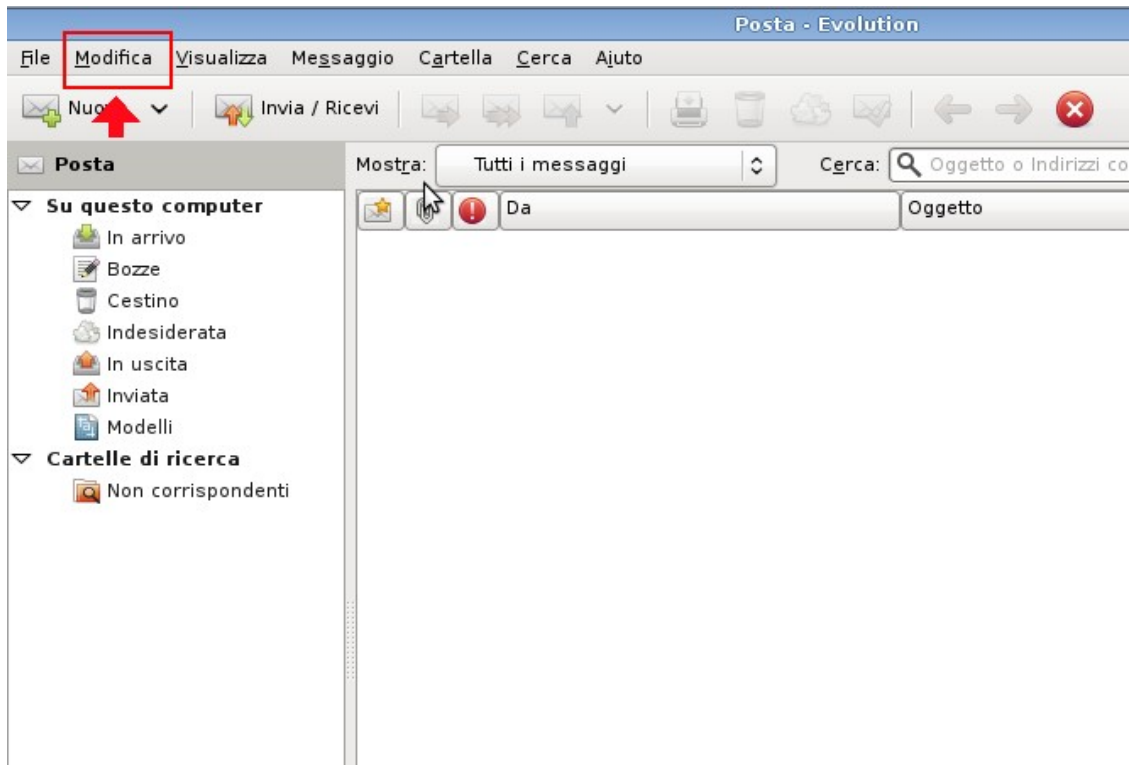 Posta - Evolution
File Modifica Visualizza Messaggio Cartella Cerca Aiuto
Invia / Ricevi
Posta
Mostra: Tutti i messaggi Cerca: Oggetto o Indirizzi co
Da Oggetto
Su questo computer
In arrivo
Bozze
Cestino
Indesiderata
In uscita
Inviata
Modelli
Cartelle di ricerca
Non corrispondenti